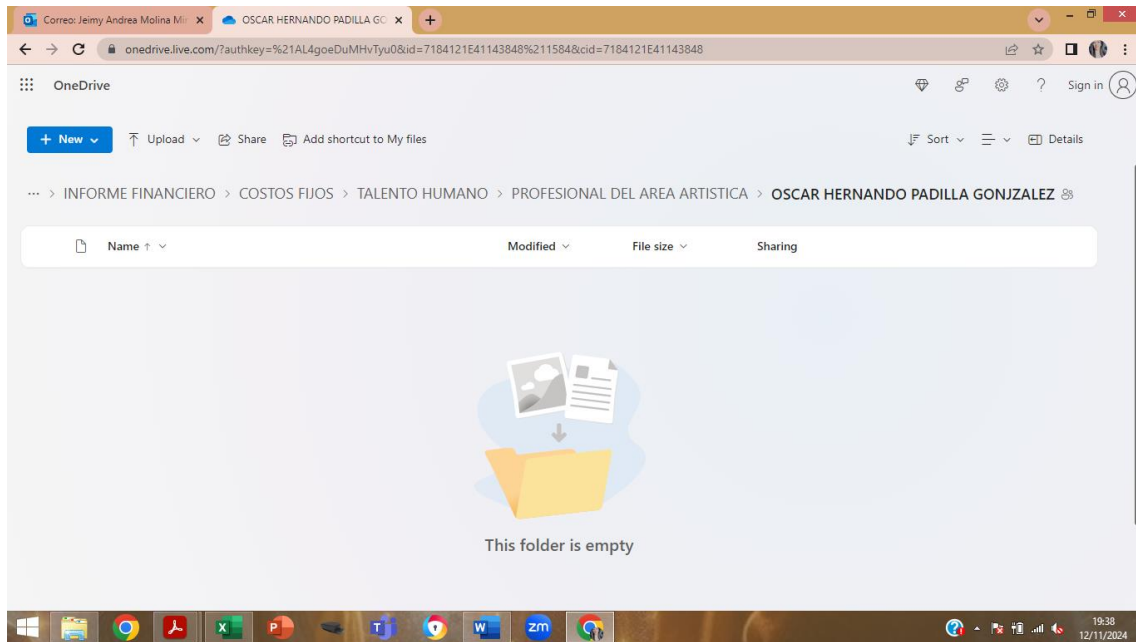 Correo: Jeimy Andrea Molina Mir
OSCAR HERNANDO PADILLA GO
onedrive.live.com/?authkey=%21AL4goeDuMHvTyu0&id=7184121E41143848%211584&cid=7184121E41143848
OneDrive
? Sign in
+ New Upload Share Add shortcut to My files Sort Details
... > INFORME FINANCIERO > COSTOS FIJOS > TALENTO HUMANO > PROFESIONAL DEL AREA ARTISTICA > OSCAR HERNANDO PADILLA GONJZALEZ
Name ↑ Modified File size Sharing
This folder is empty
19:38
12/11/2024